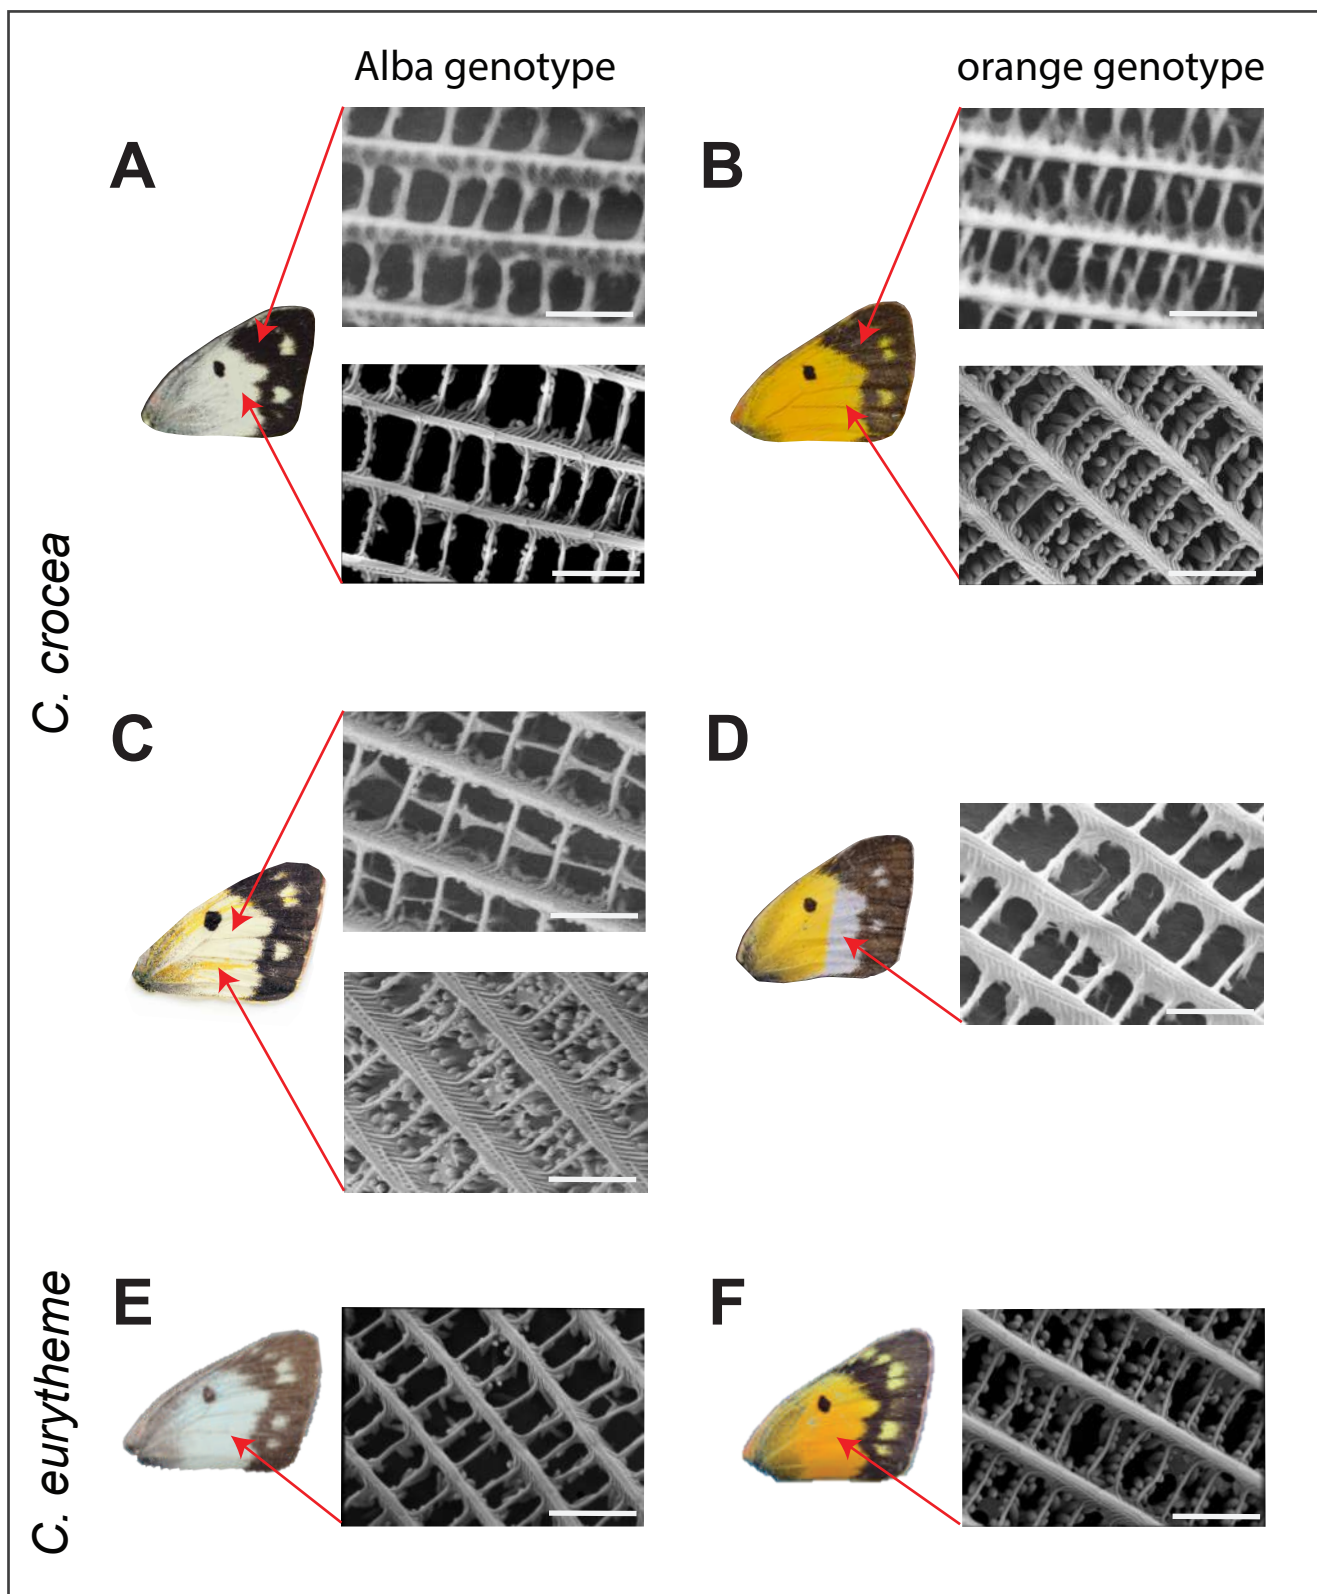 Alba genotype
orange genotype
A
B
C. crocea
C
D
E
F
C. eurytheme